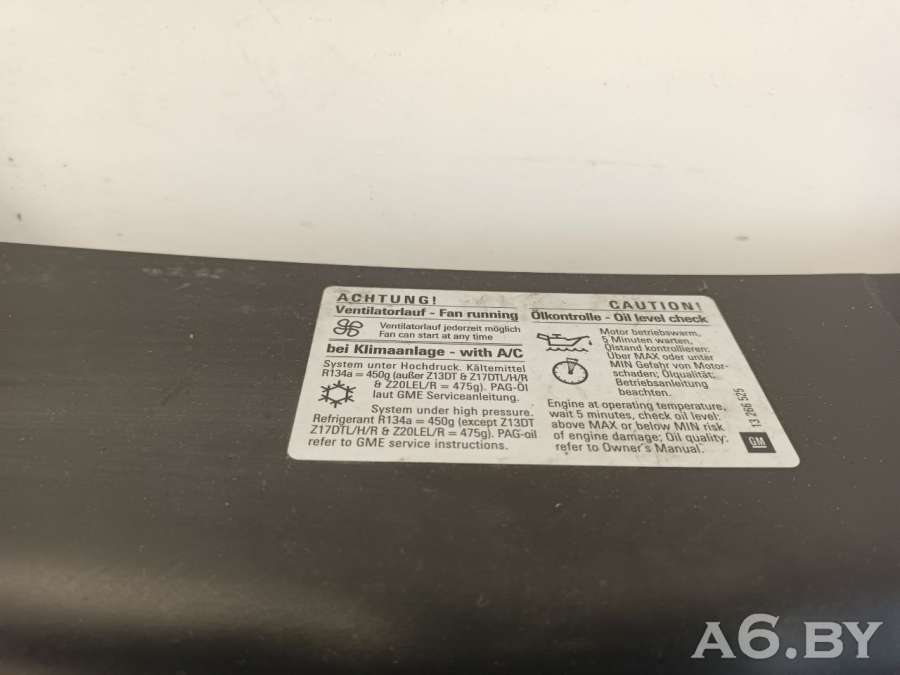 ACHTUNG!
Ventilatorlauf - Fan running
Ventilatorlauf jederzeit möglich
Fan can start at any time
bei Klimaanlage - with A/C
System unter Hochdruck. Kältemittel
R134a = 450g (außer Z13DT & Z17DTL/H/R
& Z20LEL/R = 475g). PAG-Öl
laut GME Serviceanleitung.
System under high pressure.
Refrigerant R134a = 450g (except Z13DT
Z17DTL/H/R & Z20LEL/R = 475g). PAG-oil
refer to GME service instructions.
CAUTION!
Ölkontrolle - Oil level check
Motor betriebswarm,
5 Minuten warten,
Ölstand kontrollieren:
Über MAX oder unter
MIN Gefahr von Motor-
schaden; Ölqualität:
Betriebsanleitung
beachten.
Engine at operating temperature,
wait 5 minutes, check oil level:
above MAX or below MIN risk
of engine damage; Oil quality:
refer to Owner's Manual.
13 266 525
GM
A6.BY